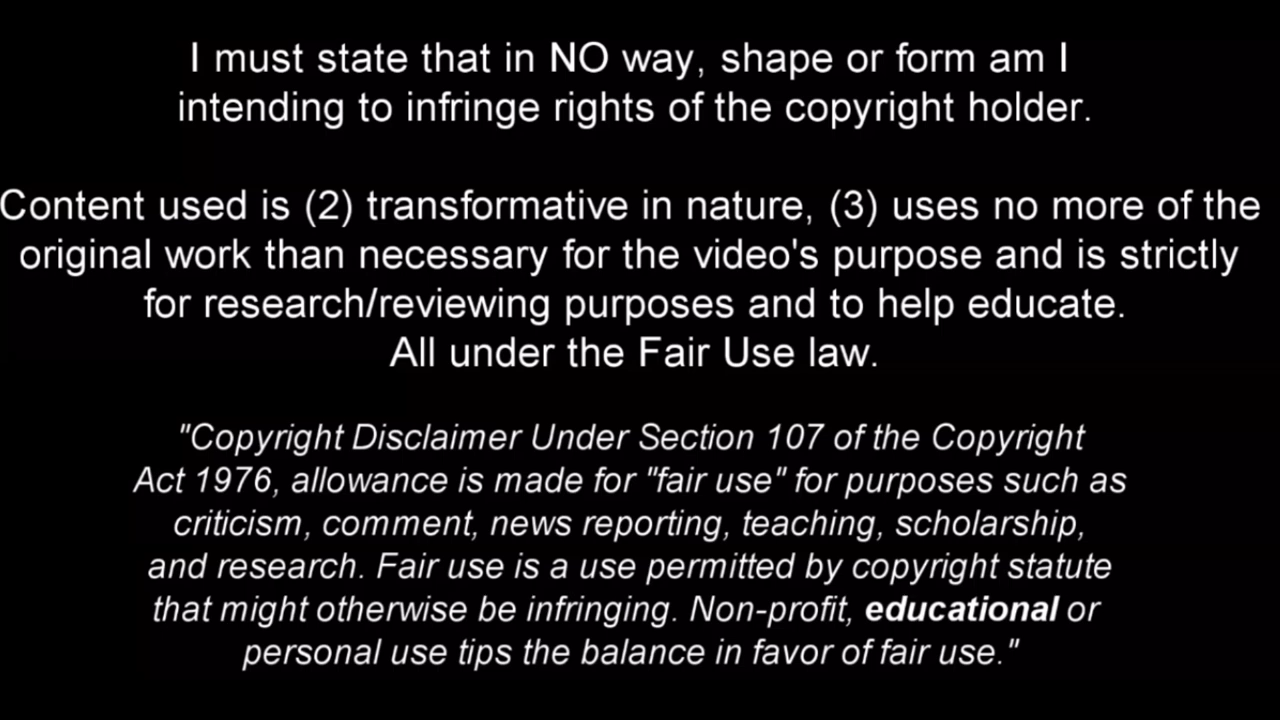 I must state that in NO way, shape or form am I
intending to infringe rights of the copyright holder.
Content used is (2) transformative in nature, (3) uses no more of the
original work than necessary for the video's purpose and is strictly
for research/reviewing purposes and to help educate.
All under the Fair Use law.
"Copyright Disclaimer Under Section 107 of the Copyright
Act 1976, allowance is made for "fair use" for purposes such as
criticism, comment, news reporting, teaching, scholarship,
and research. Fair use is a use permitted by copyright statute
that might otherwise be infringing. Non-profit, educational or
personal use tips the balance in favor of fair use."